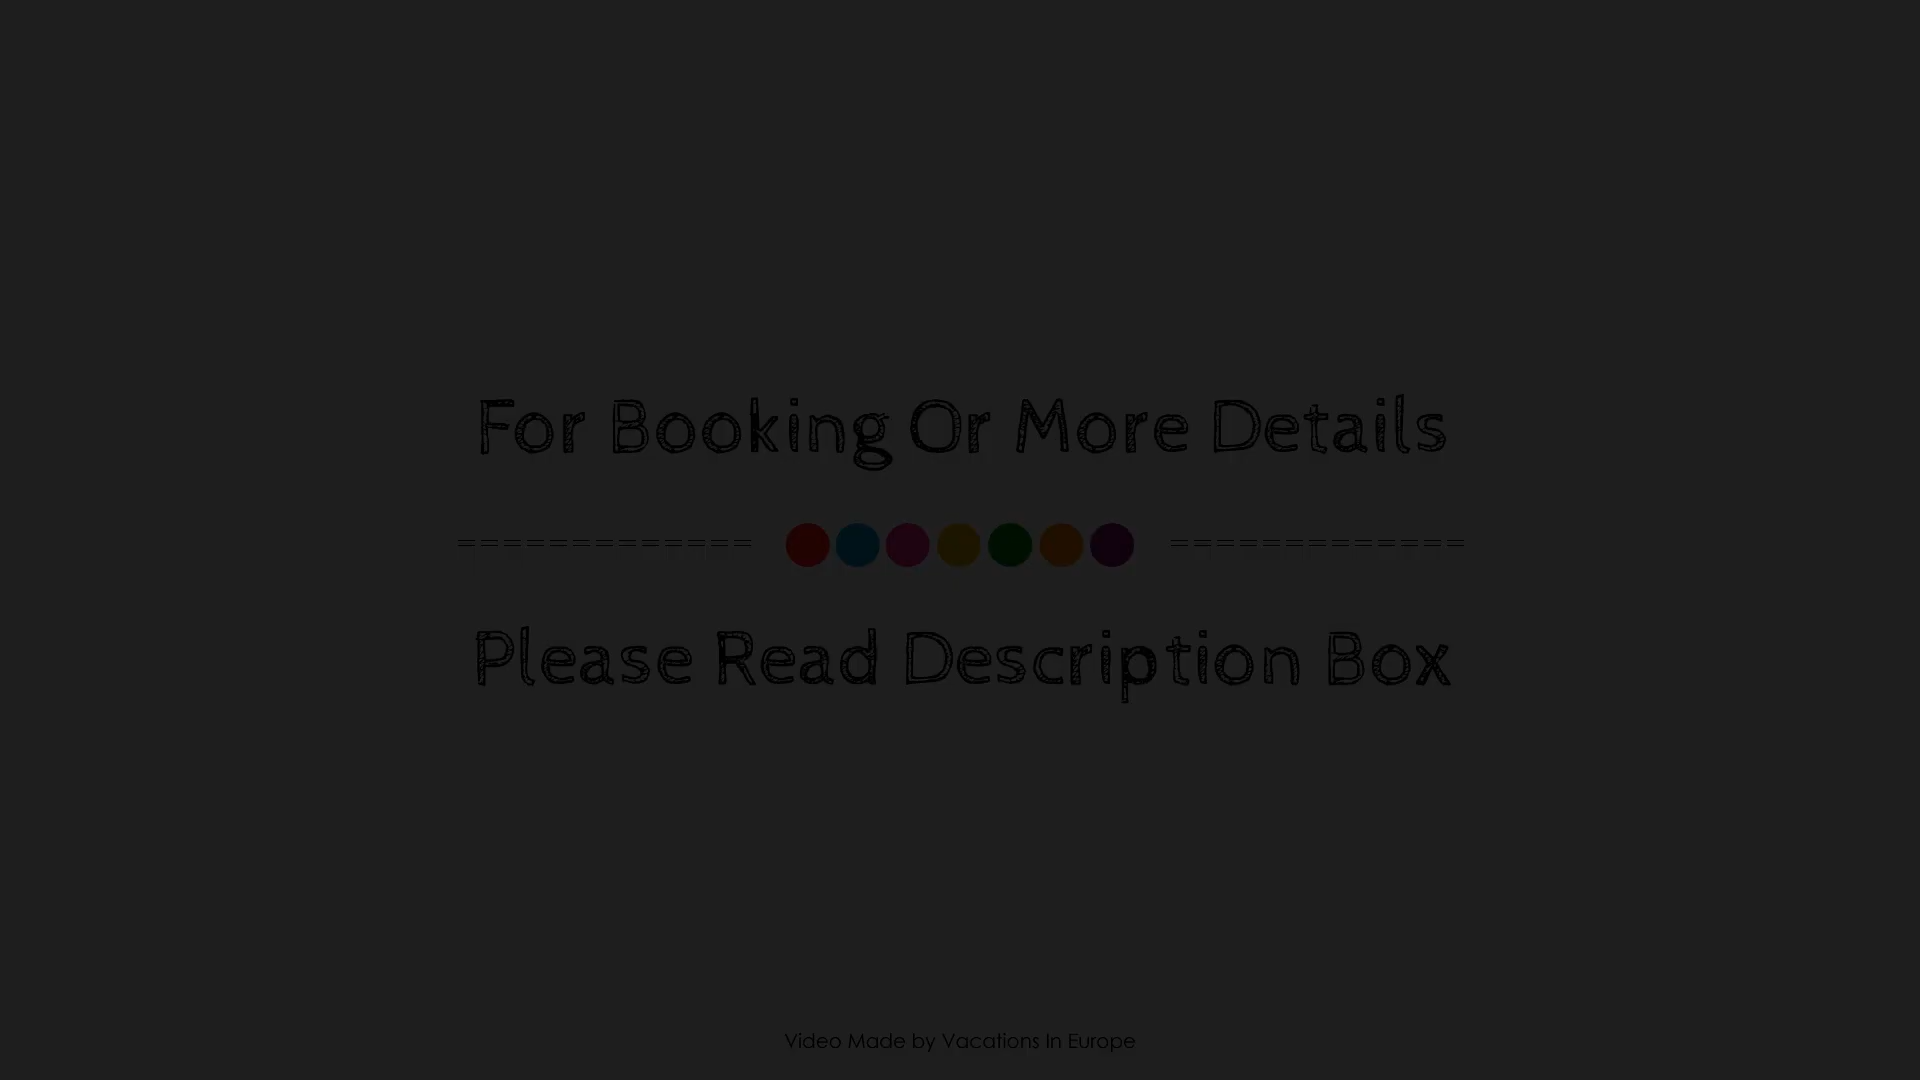 For Booking Or More Details
============= =============
Please Read Description Box
Video Made by Vacations In Europe